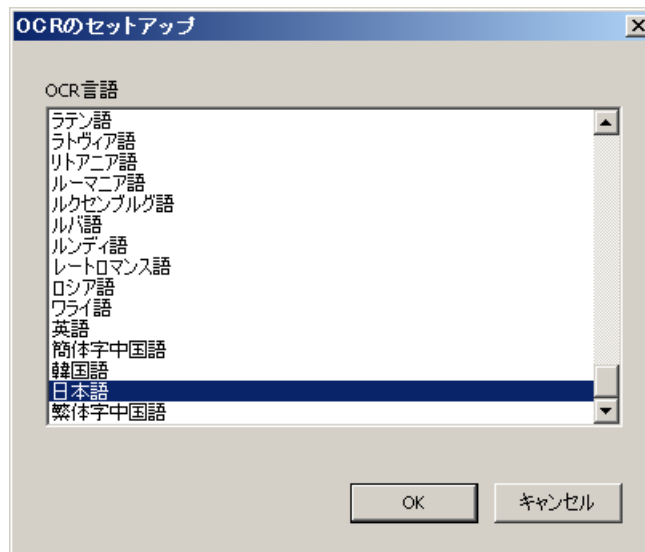 OCRのセットアップ
OCR言語
ラテン語
ラトヴィア語
リトアニア語
ルーマニア語
ルクセンブルグ語
ルバ語
ルンディ語
レートロマンス語
ロシア語
ワライ語
英語
簡体字中国語
韓国語
日本語
繁体字中国語
OK キャンセル